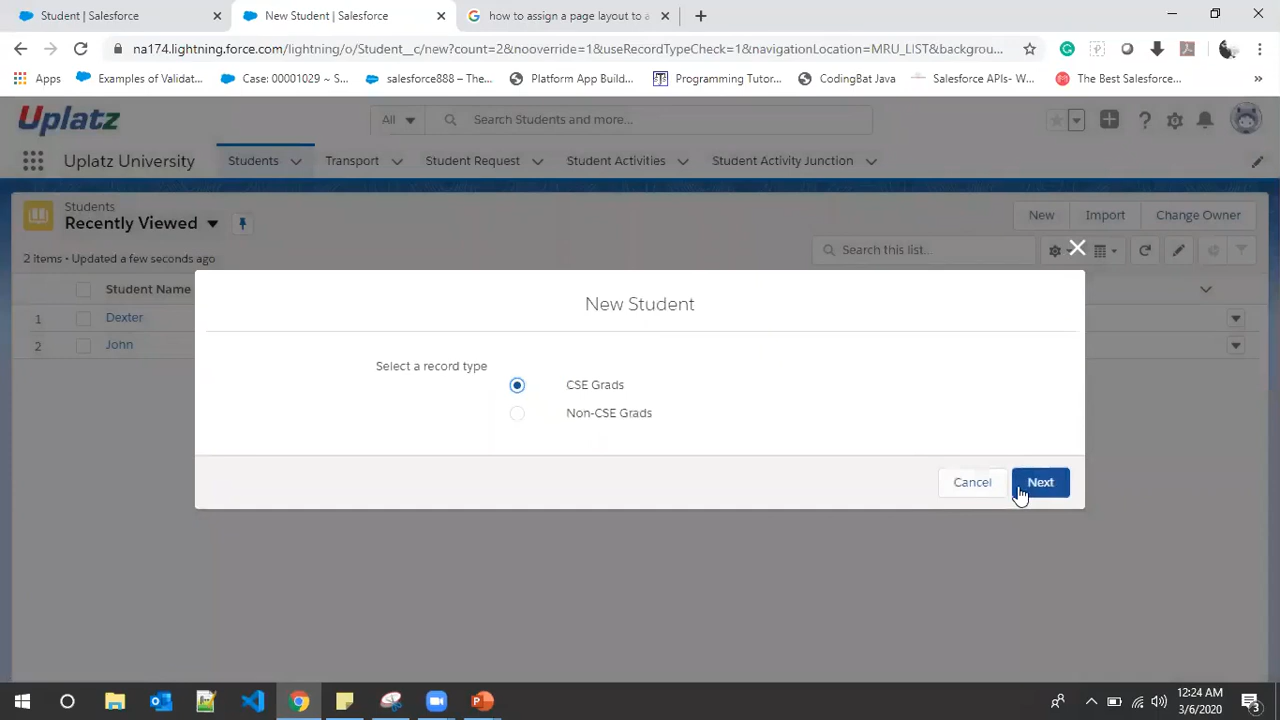 Student | Salesforce
New Student | Salesforce
how to assign a page layout to a
na174.lightning.force.com/lightning/o/Student__c/new?count=2&nooverride=1&useRecordTypeCheck=1&navigationLocation=MRU_LIST&backgrou...
Apps
Examples of Validat...
Case: 00001029 ~ S...
salesforce888 – The...
Platform App Buil...
Programming Tutor...
CodingBat Java
Salesforce APIs- W...
The Best Salesforce...
Uplatz
All
Search Students and more...
Uplatz University
Students
Transport
Student Request
Student Activities
Student Activity Junction
Students
Recently Viewed
New
Import
Change Owner
2 items • Updated a few seconds ago
Search this list...
Student Name
1
Dexter
2
John
New Student
Select a record type
CSE Grads
Non-CSE Grads
Cancel
Next
12:24 AM
3/6/2020
3